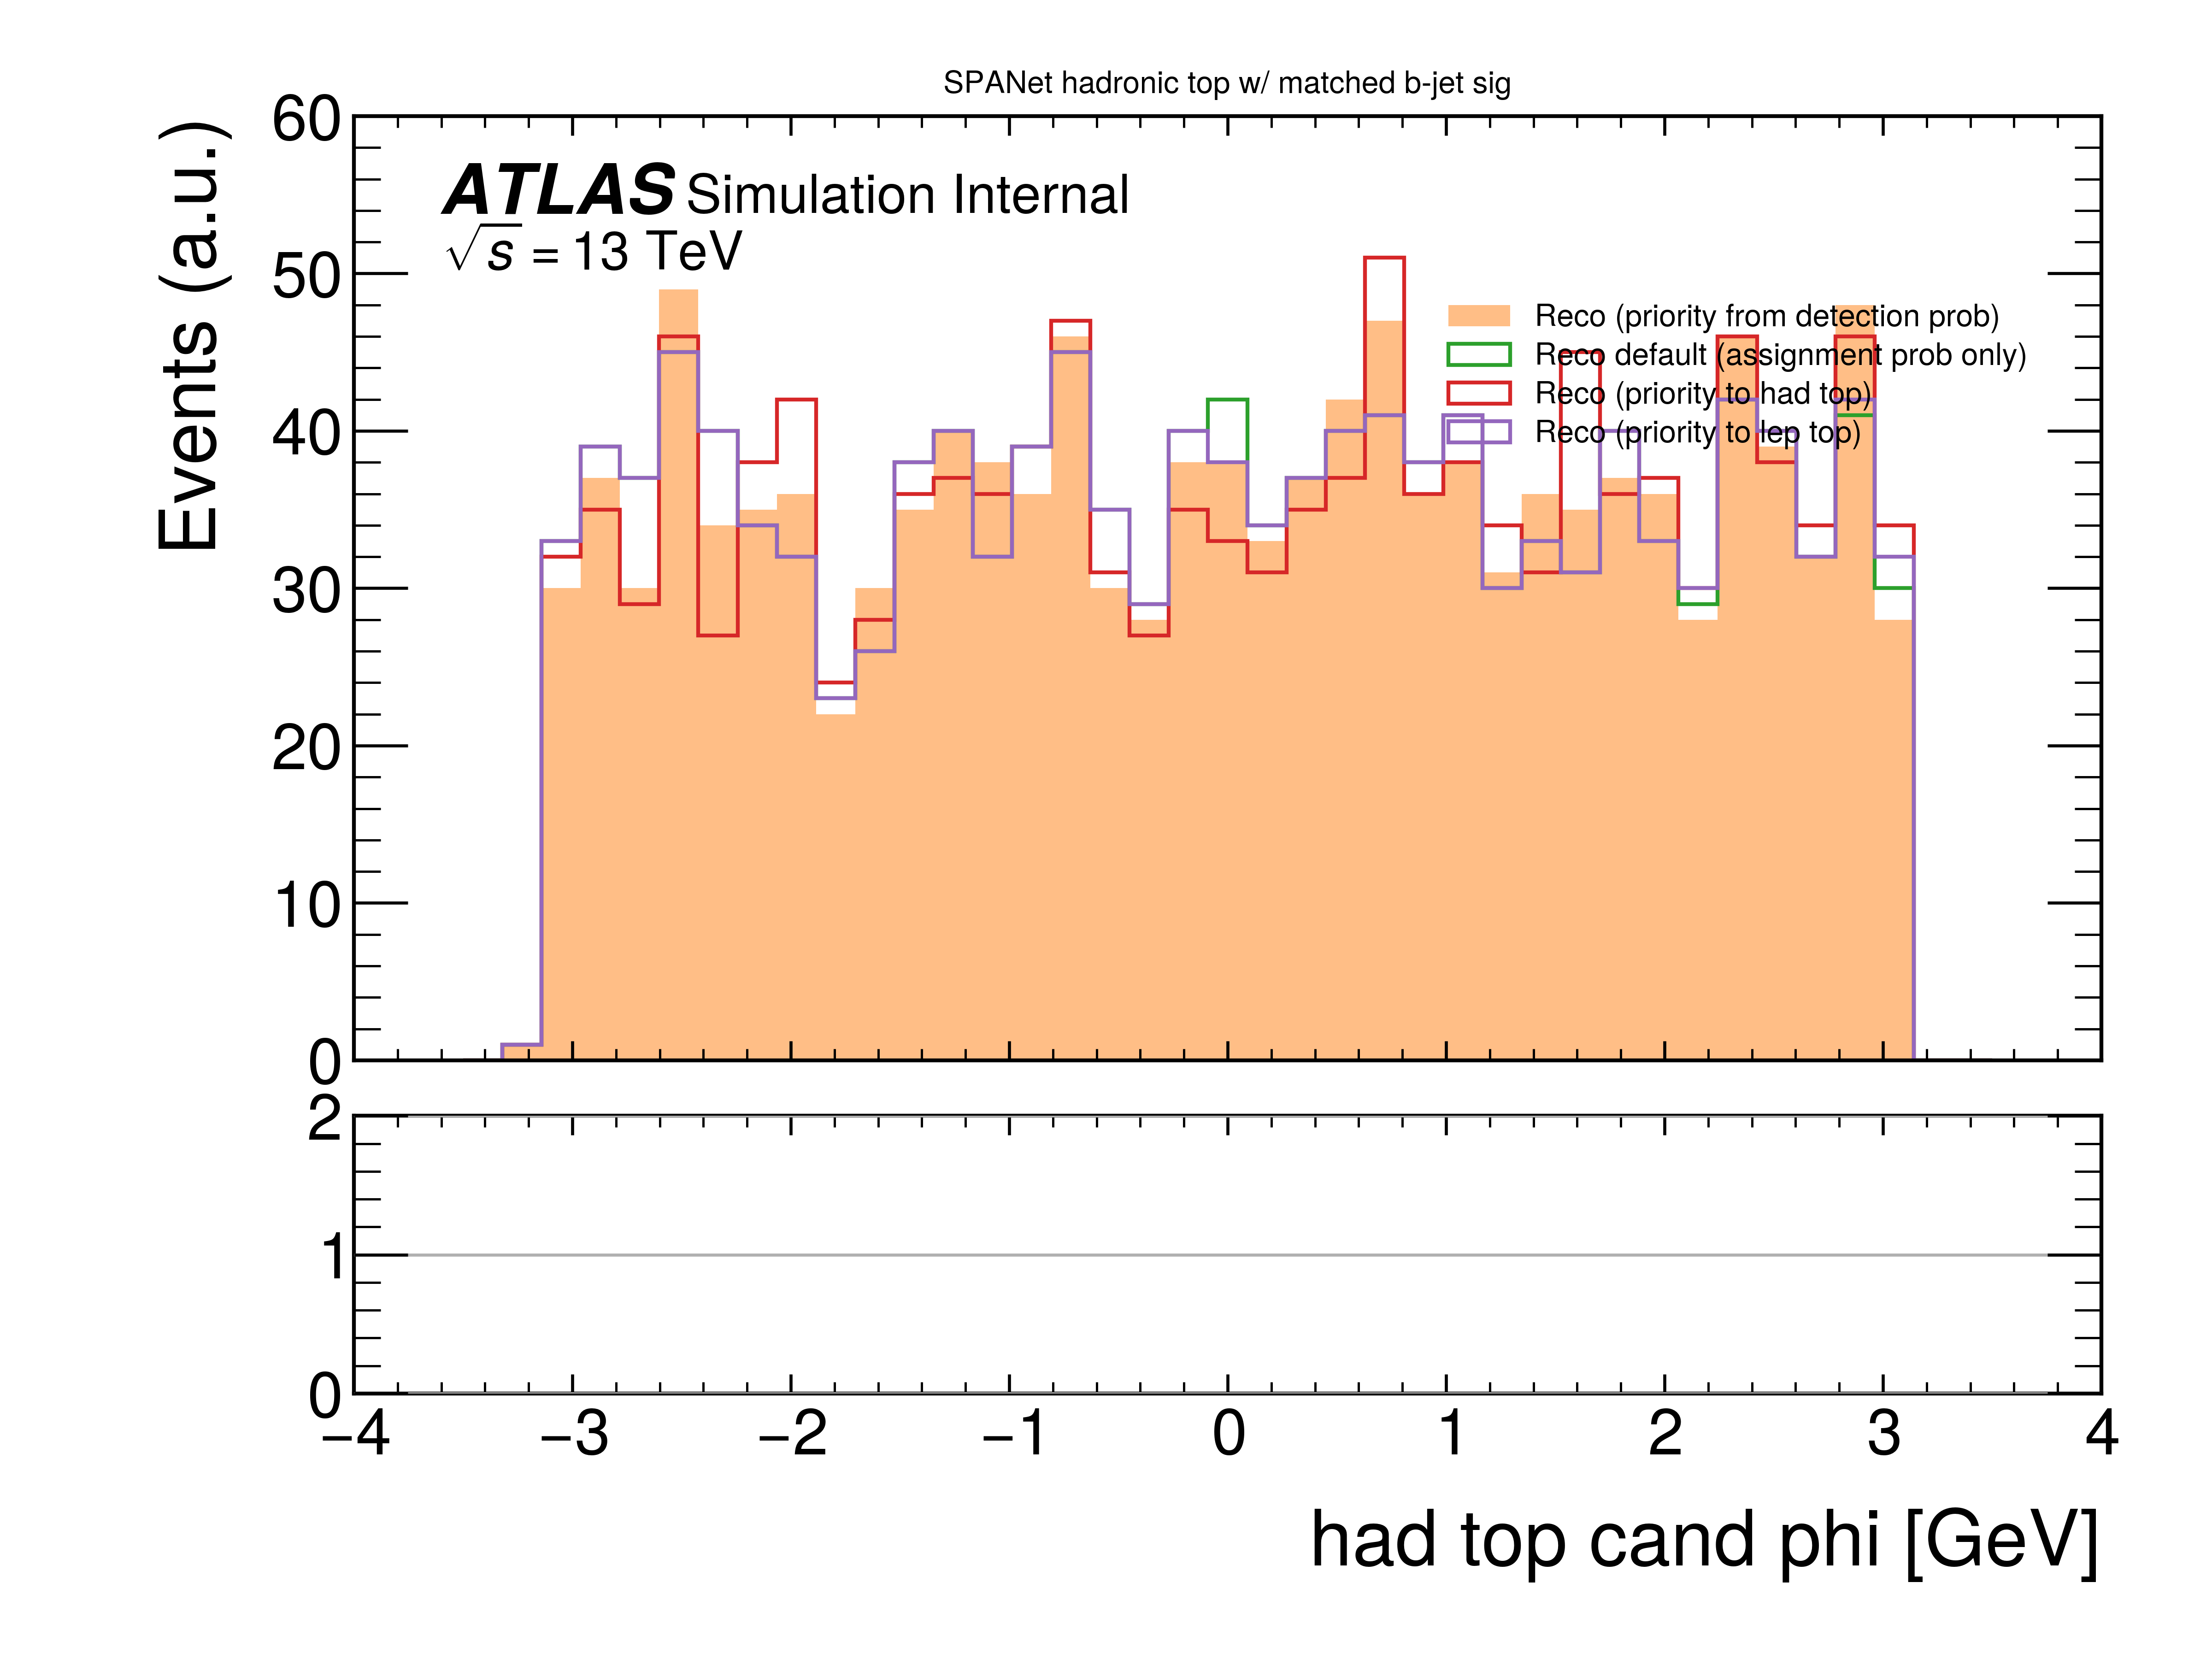 SPANet hadronic top w/ matched b-jet sig
Events (a.u.)
60
50
40
30
20
10
0
ATLAS Simulation Internal
√s = 13 TeV
Reco (priority from detection prob)
Reco default (assignment prob only)
Reco (priority to had top)
Reco (priority to lep top)
2
1
0
−4 −3 −2 −1 0 1 2 3 4
had top cand phi [GeV]